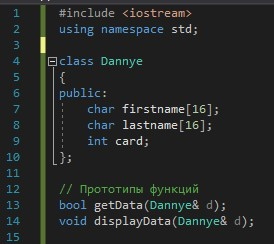 1 #include <iostream>
2 using namespace std;
3
4 class Dannye
5 {
6 public:
7 char firstname[16];
8 char lastname[16];
9 int card;
10 };
11
12 // Прототипы функций
13 bool getData(Dannye& d);
14 void displayData(Dannye& d);
15